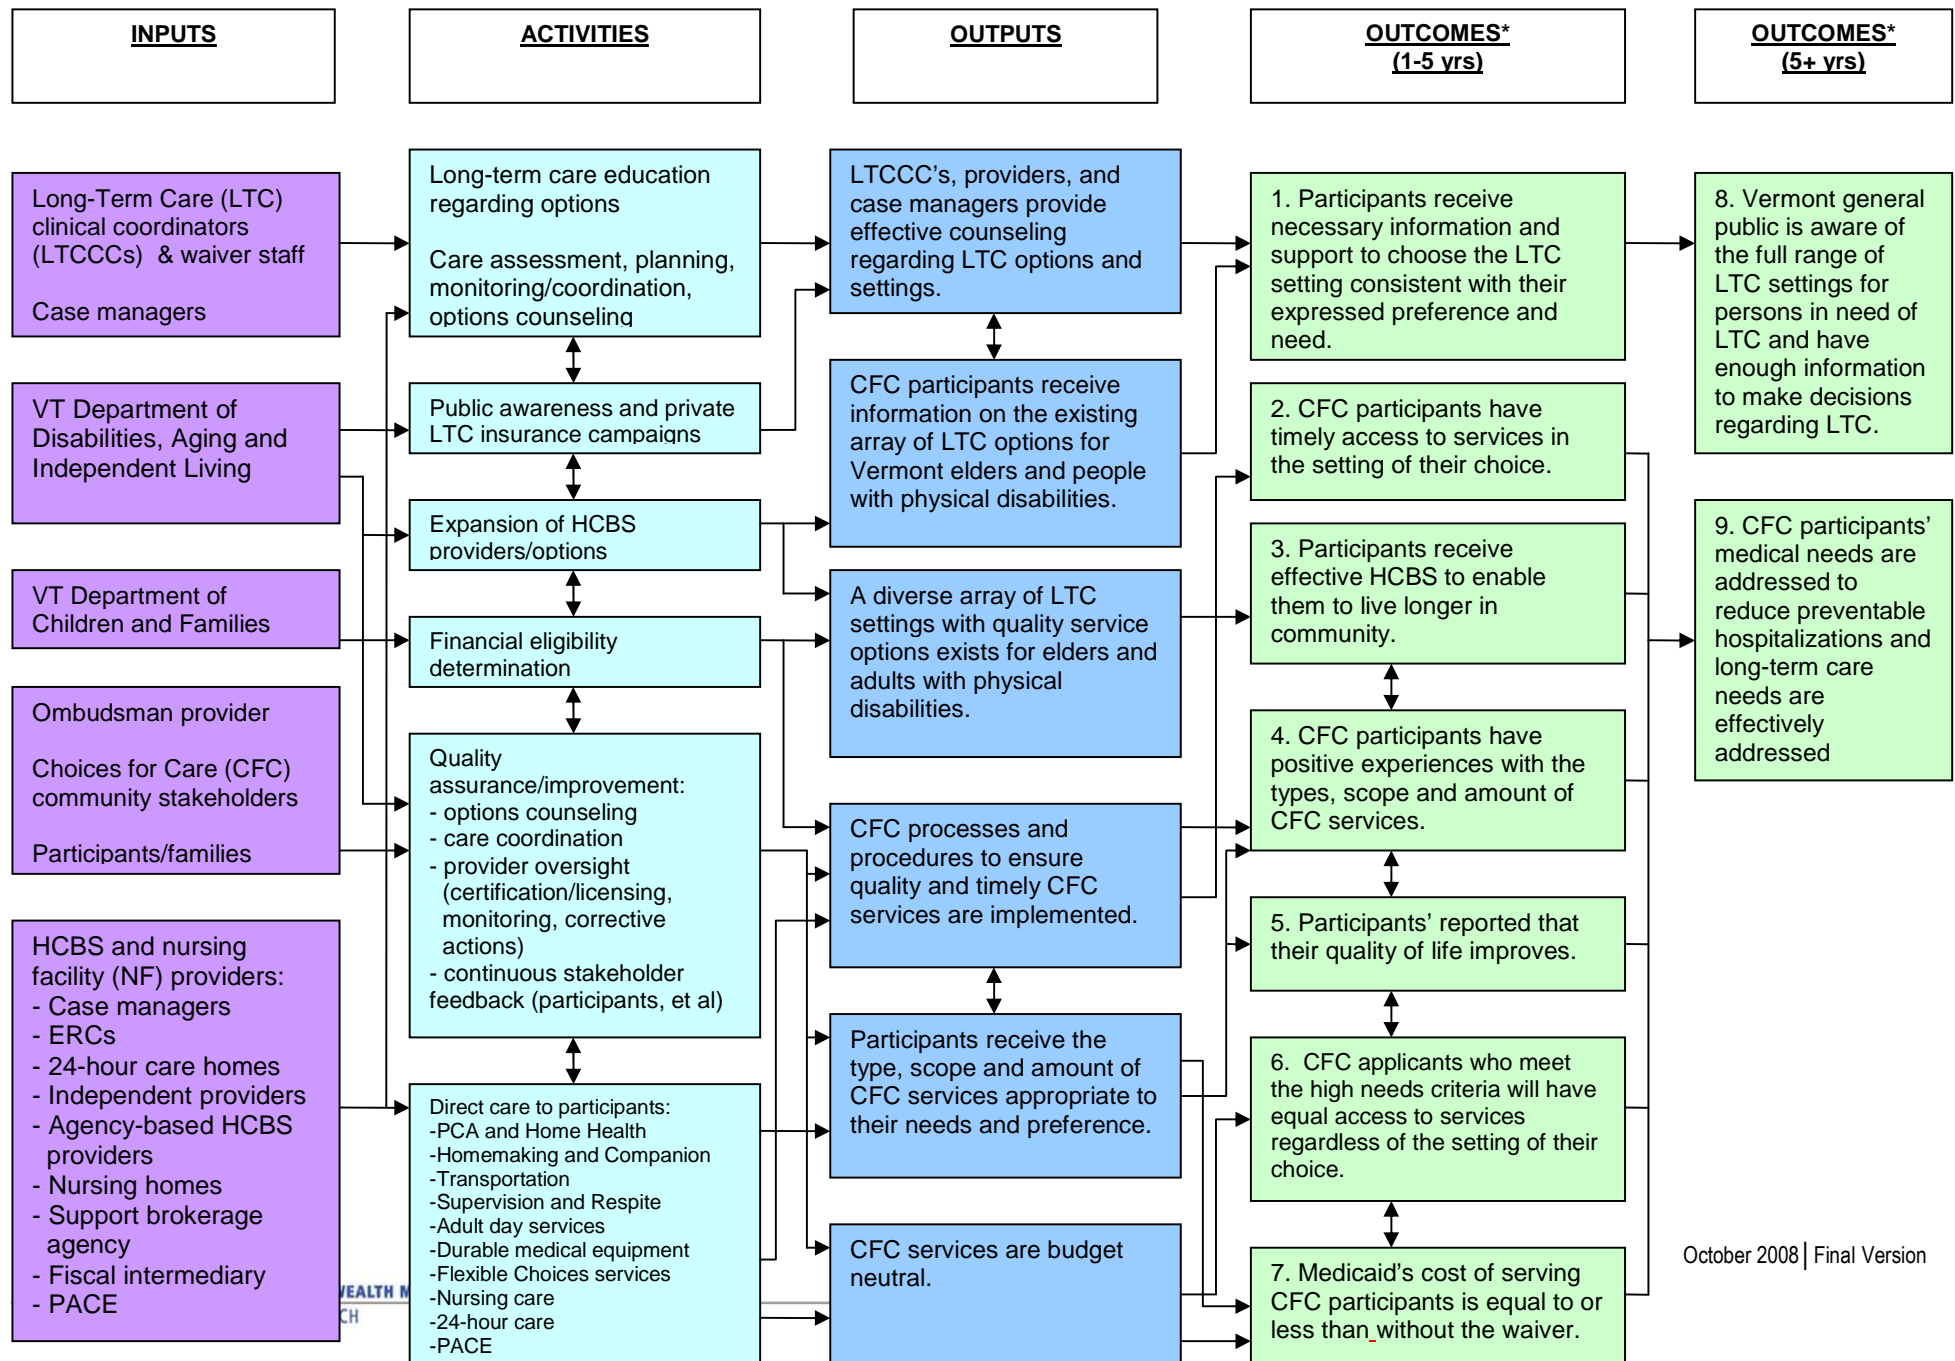 INPUTS
ACTIVITIES
OUTPUTS
OUTCOMES*
(1-5 yrs)
OUTCOMES*
(5+ yrs)
Long-Term Care (LTC)
clinical coordinators
(LTCCCs) & waiver staff
Case managers
VT Department of
Disabilities, Aging and
Independent Living
VT Department of
Children and Families
Ombudsman provider
Choices for Care (CFC)
community stakeholders
Participants/families
HCBS and nursing
facility (NF) providers:
- Case managers
- ERCs
- 24-hour care homes
- Independent providers
- Agency-based HCBS
providers
- Nursing homes
- Support brokerage
agency
- Fiscal intermediary
- PACE
Long-term care education
regarding options
Care assessment, planning,
monitoring/coordination,
options counseling
Public awareness and private
LTC insurance campaigns
Expansion of HCBS
providers/options
Financial eligibility
determination
Quality
assurance/improvement:
- options counseling
- care coordination
- provider oversight
(certification/licensing,
monitoring, corrective
actions)
- continuous stakeholder
feedback (participants, et al)
Direct care to participants:
-PCA and Home Health
-Homemaking and Companion
-Transportation
-Supervision and Respite
-Adult day services
-Durable medical equipment
-Flexible Choices services
-Nursing care
-24-hour care
-PACE
LTCCC's, providers, and
case managers provide
effective counseling
regarding LTC options and
settings.
CFC participants receive
information on the existing
array of LTC options for
Vermont elders and people
with physical disabilities.
A diverse array of LTC
settings with quality service
options exists for elders and
adults with physical
disabilities.
CFC processes and
procedures to ensure
quality and timely CFC
services are implemented.
Participants receive the
type, scope and amount of
CFC services appropriate to
their needs and preference.
CFC services are budget
neutral.
1. Participants receive
necessary information and
support to choose the LTC
setting consistent with their
expressed preference and
need.
2. CFC participants have
timely access to services in
the setting of their choice.
3. Participants receive
effective HCBS to enable
them to live longer in
community.
4. CFC participants have
positive experiences with the
types, scope and amount of
CFC services.
5. Participants' reported that
their quality of life improves.
6. CFC applicants who meet
the high needs criteria will have
equal access to services
regardless of the setting of their
choice.
7. Medicaid's cost of serving
CFC participants is equal to or
less than without the waiver.
8. Vermont general
public is aware of
the full range of
LTC settings for
persons in need of
LTC and have
enough information
to make decisions
regarding LTC.
9. CFC participants'
medical needs are
addressed to
reduce preventable
hospitalizations and
long-term care
needs are
effectively
addressed
October 2008| Final Version
EALTH M
CH